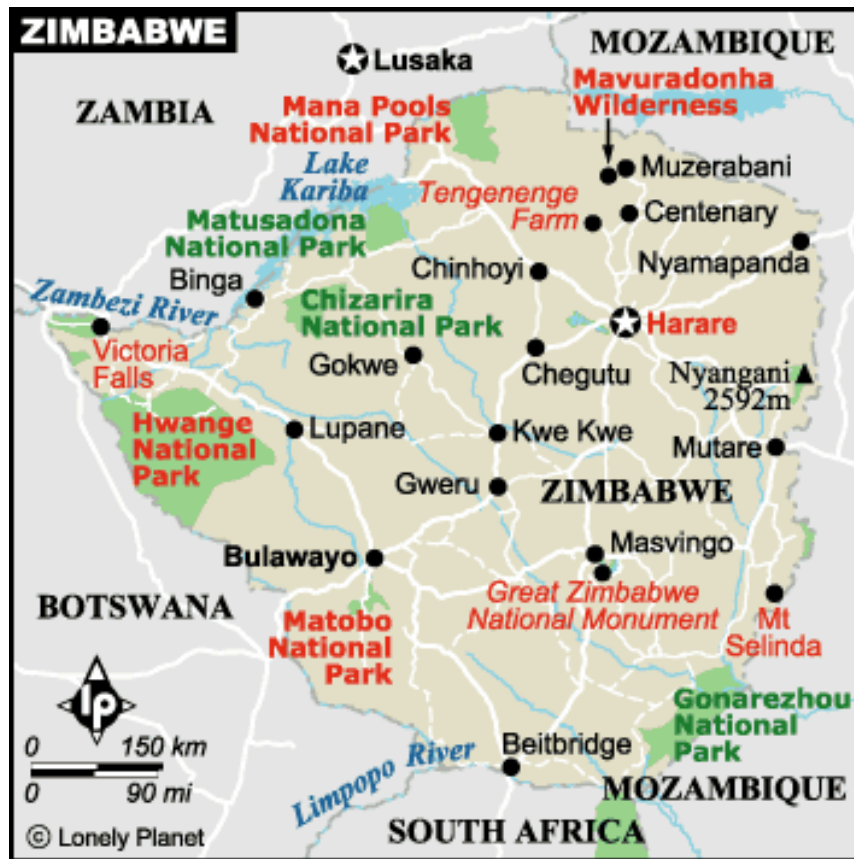 ZIMBABWE
MOZAMBIQUE
Lusaka
Mavuradonha
Wilderness
ZAMBIA
Mana Pools
National Park
Lake
Kariba
Muzerabani
Tengenenge
Farm
Centenary
Matusadona
National Park
Nyamapanda
Binga
Chinhoyi
Zambezi River
Chizarira
National Park
Harare
Victoria
Falls
Gokwe
Chegutu
Nyangani
2592m
Hwange
National
Park
Lupane
Kwe Kwe
Mutare
Gweru
ZIMBABWE
Bulawayo
Masvingo
Great Zimbabwe
National Monument
BOTSWANA
Matobo
National
Park
Mt
Selinda
lp
Gonarezhou
National
Park
0 150 km
0 90 mi
Limpopo River
Beitbridge
MOZAMBIQUE
© Lonely Planet
SOUTH AFRICA